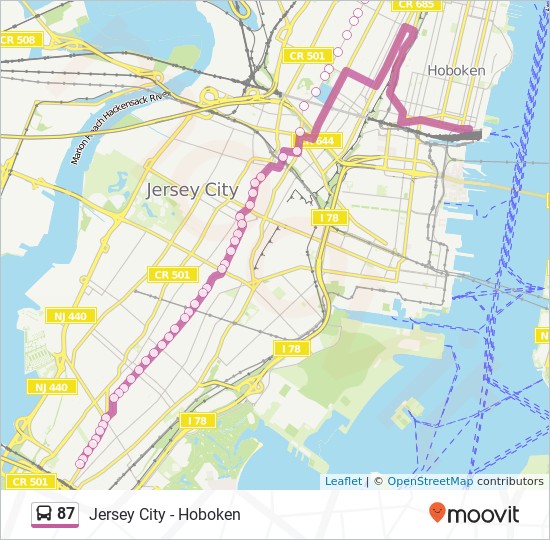 CR 685
CR 508
CR 501
Hoboken
Marion Reach Hackensack River
644
Jersey City
I 78
CR 501
NJ 440
I 78
NJ 440
I 78
CR 501
Leaflet | © OpenStreetMap contributors
87 Jersey City - Hoboken
moovit